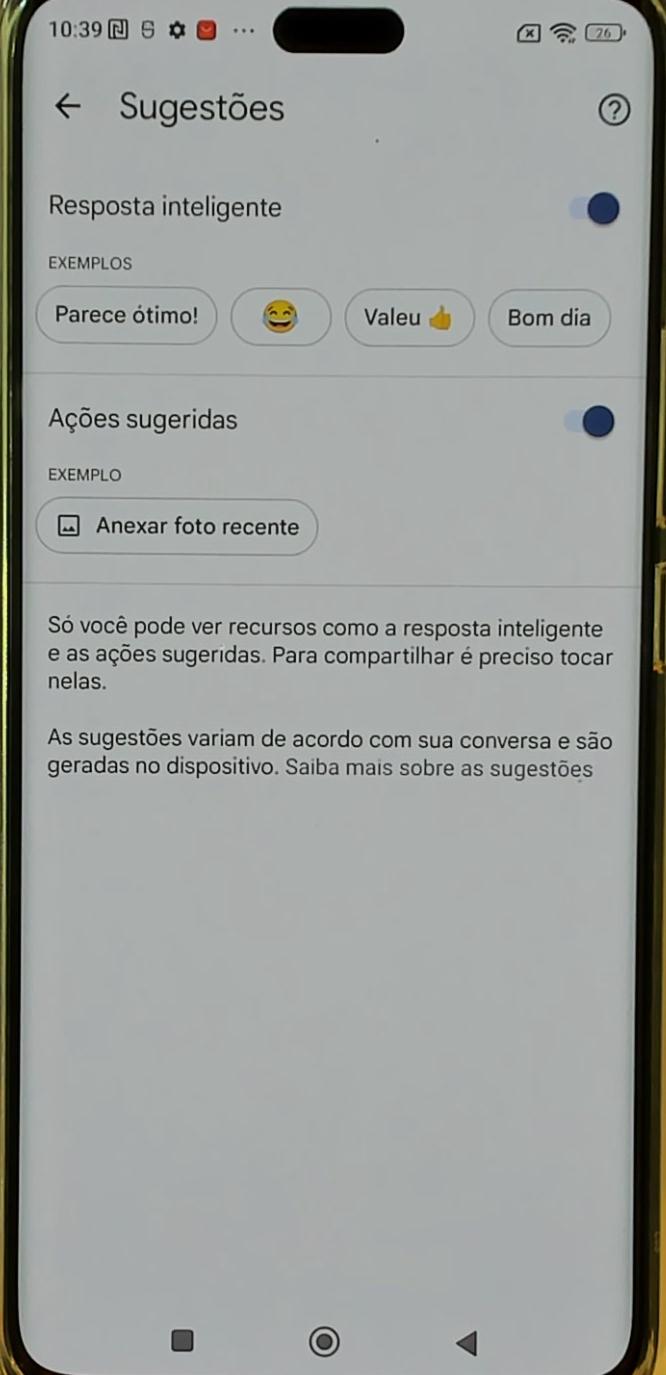 10:39 26
Sugestões
Resposta inteligente
EXEMPLOS
Parece ótimo! 😂 Valeu 👍 Bom dia
Ações sugeridas
EXEMPLO
Anexar foto recente
Só você pode ver recursos como a resposta inteligente
e as ações sugeridas. Para compartilhar é preciso tocar
nelas.
As sugestões variam de acordo com sua conversa e são
geradas no dispositivo. Saiba mais sobre as sugestões